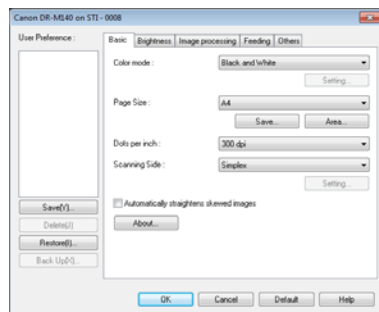 Canon DR-M140 on STI - 0008
User Preference :
Basic Brightness Image processing Feeding Others
Color mode : Black and White
Setting...
Page Size : A4
Save... Area...
Dots per inch : 300 dpi
Scanning Side : Simplex
Setting...
Automatically straightens skewed images
About...
Save(V)...
Delete(J)
Restore(I)...
Back Up(X)...
OK Cancel Default Help